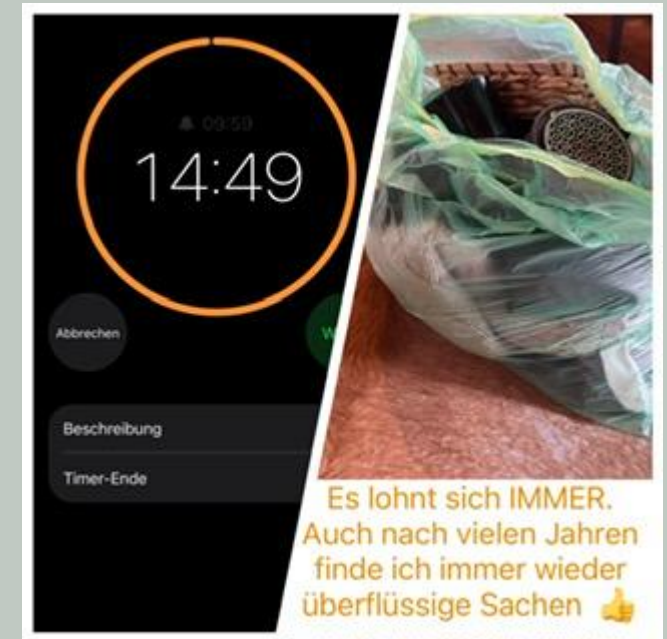 09:59
14:49
Abbrechen
Beschreibung
Timer-Ende
Es lohnt sich IMMER.
Auch nach vielen Jahren
finde ich immer wieder
überflüssige Sachen 👍